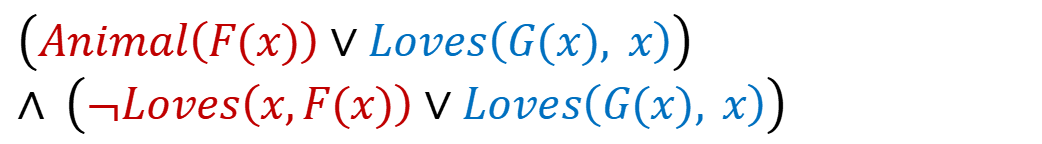 (Animal(F(x)) ∨ Loves(G(x), x))
∧ (¬Loves(x, F(x)) ∨ Loves(G(x), x))